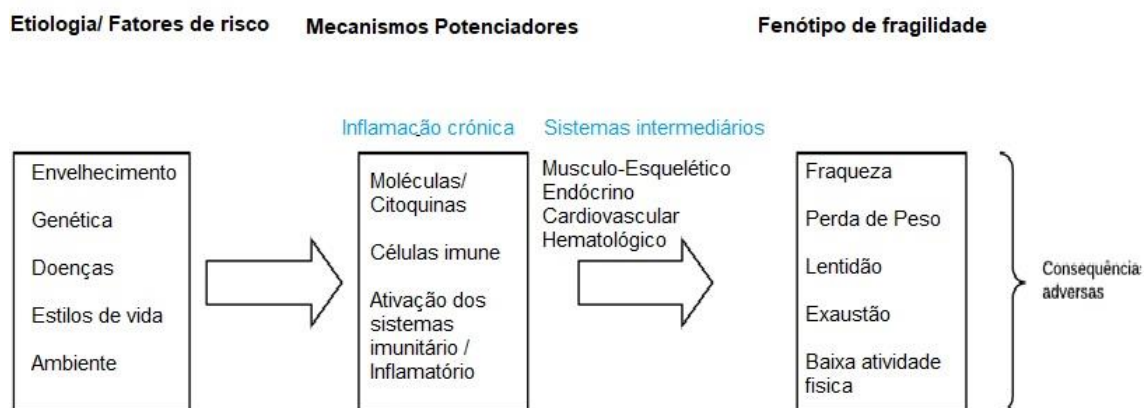 Etiologia/ Fatores de risco
Mecanismos Potenciadores
Fenótipo de fragilidade
Inflamação crónica
Sistemas intermediários
Envelhecimento
Genética
Doenças
Estilos de vida
Ambiente
Moléculas/
Citoquinas
Células imune
Ativação dos
sistemas
imunitário /
Inflamatório
Musculo-Esquelético
Endócrino
Cardiovascular
Hematológico
Fraqueza
Perda de Peso
Lentidão
Exaustão
Baixa atividade
fisica
Consequência
adversas